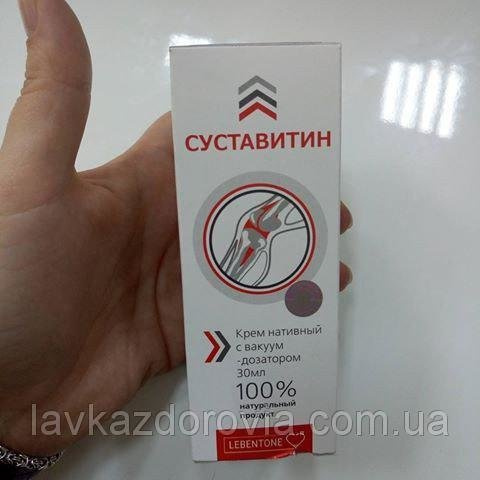 СУСТАВИТИН
Крем нативный
с вакуум
-дозатором
30мл
100%
натуральный
продукт
lavkazdorovia.com.ua
LEBENTONE